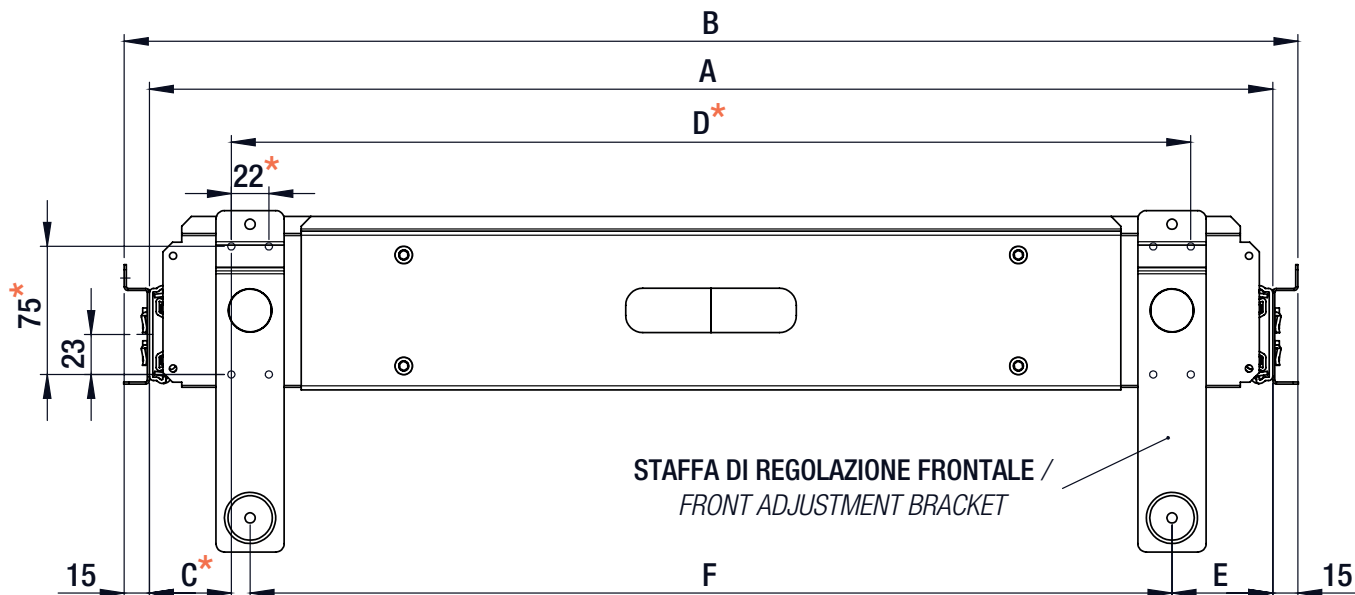 B
A
D*
22*
75*
23
STAFFA DI REGOLAZIONE FRONTALE /
FRONT ADJUSTMENT BRACKET
15 C* F E 15